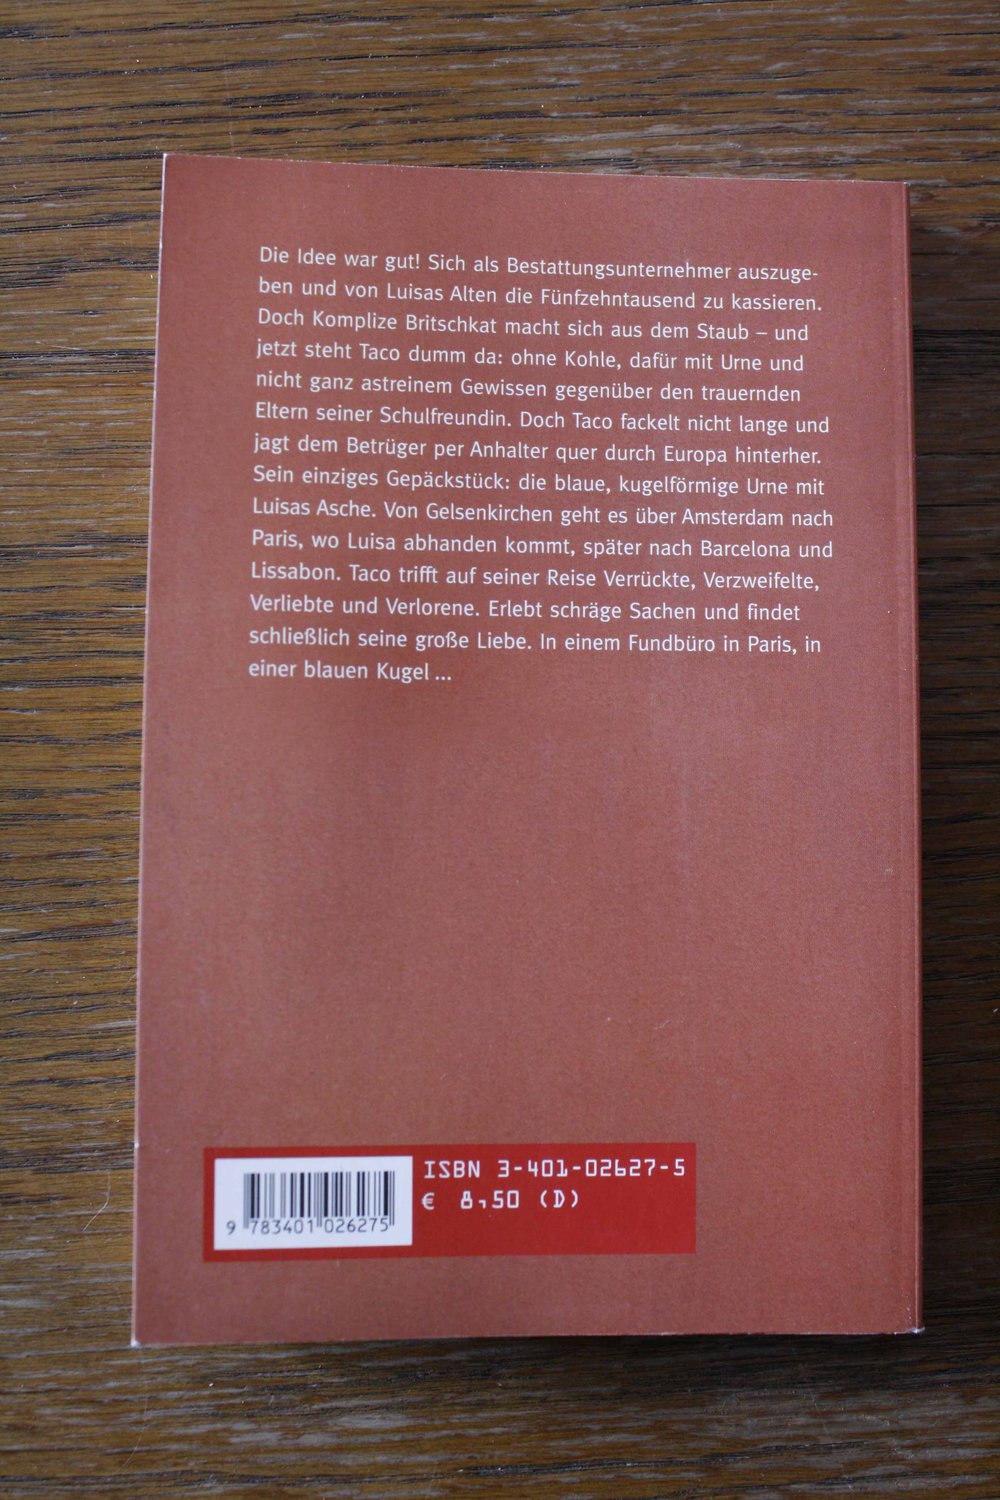 Die Idee war gut! Sich als Bestattungsunternehmer auszuge-
ben und von Luisas Alten die Fünfzehntausend zu kassieren.
Doch Komplize Britschkat macht sich aus dem Staub – und
jetzt steht Taco dumm da: ohne Kohle, dafür mit Urne und
nicht ganz astreinem Gewissen gegenüber den trauernden
Eltern seiner Schulfreundin. Doch Taco fackelt nicht lange und
jagt dem Betrüger per Anhalter quer durch Europa hinterher.
Sein einziges Gepäckstück: die blaue, kugelförmige Urne mit
Luisas Asche. Von Gelsenkirchen geht es über Amsterdam nach
Paris, wo Luisa abhanden kommt, später nach Barcelona und
Lissabon. Taco trifft auf seiner Reise Verrückte, Verzweifelte,
Verliebte und Verlorene. Erlebt schräge Sachen und findet
schließlich seine große Liebe. In einem Fundbüro in Paris, in
einer blauen Kugel ...
ISBN 3-401-02627-5
€ 8,50 (D)
9 783401 026275